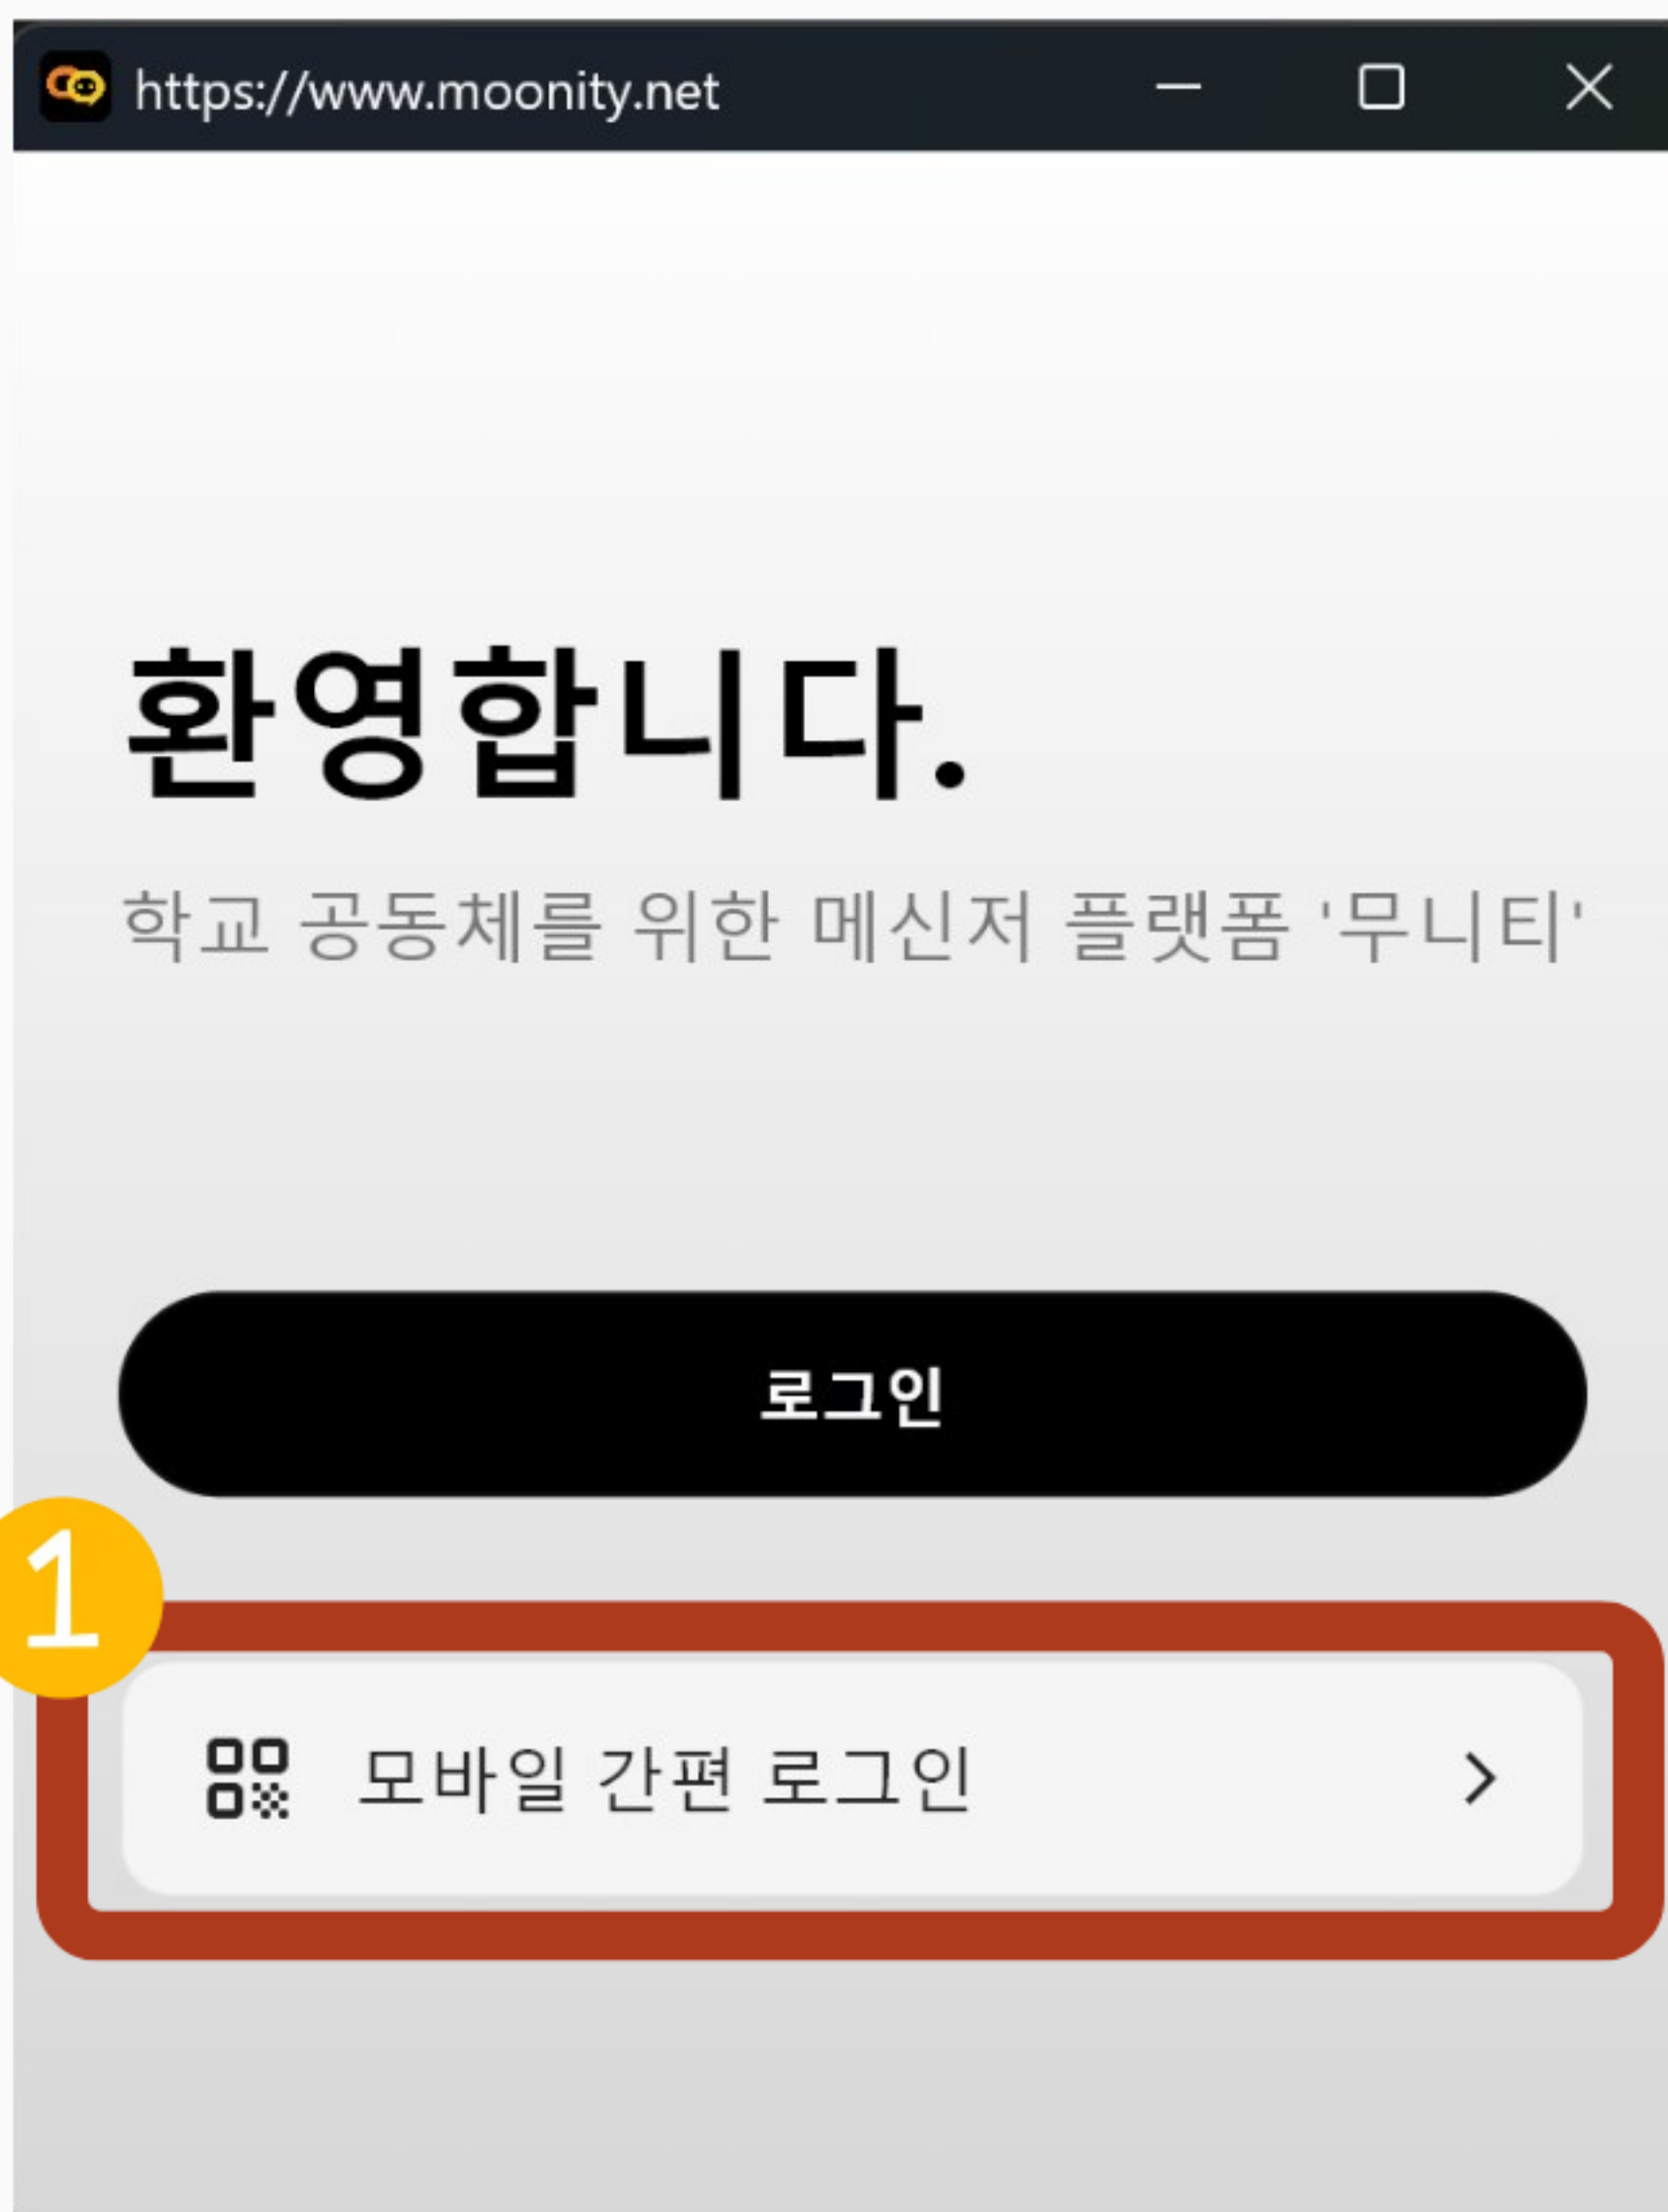 https://www.moonity.net
환영합니다.
학교 공동체를 위한 메신저 플랫폼 '무니티'
로그인
1
모바일 간편 로그인